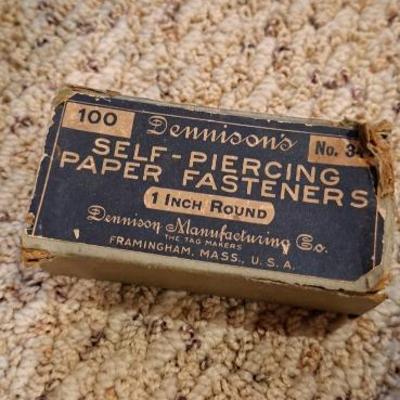 100
Dennison's
No. 3
SELF-PIERCING
PAPER FASTENERS
1 INCH ROUND
Dennison Manufacturing Co.
THE TAG MAKERS
FRAMINGHAM, MASS., U.S.A.